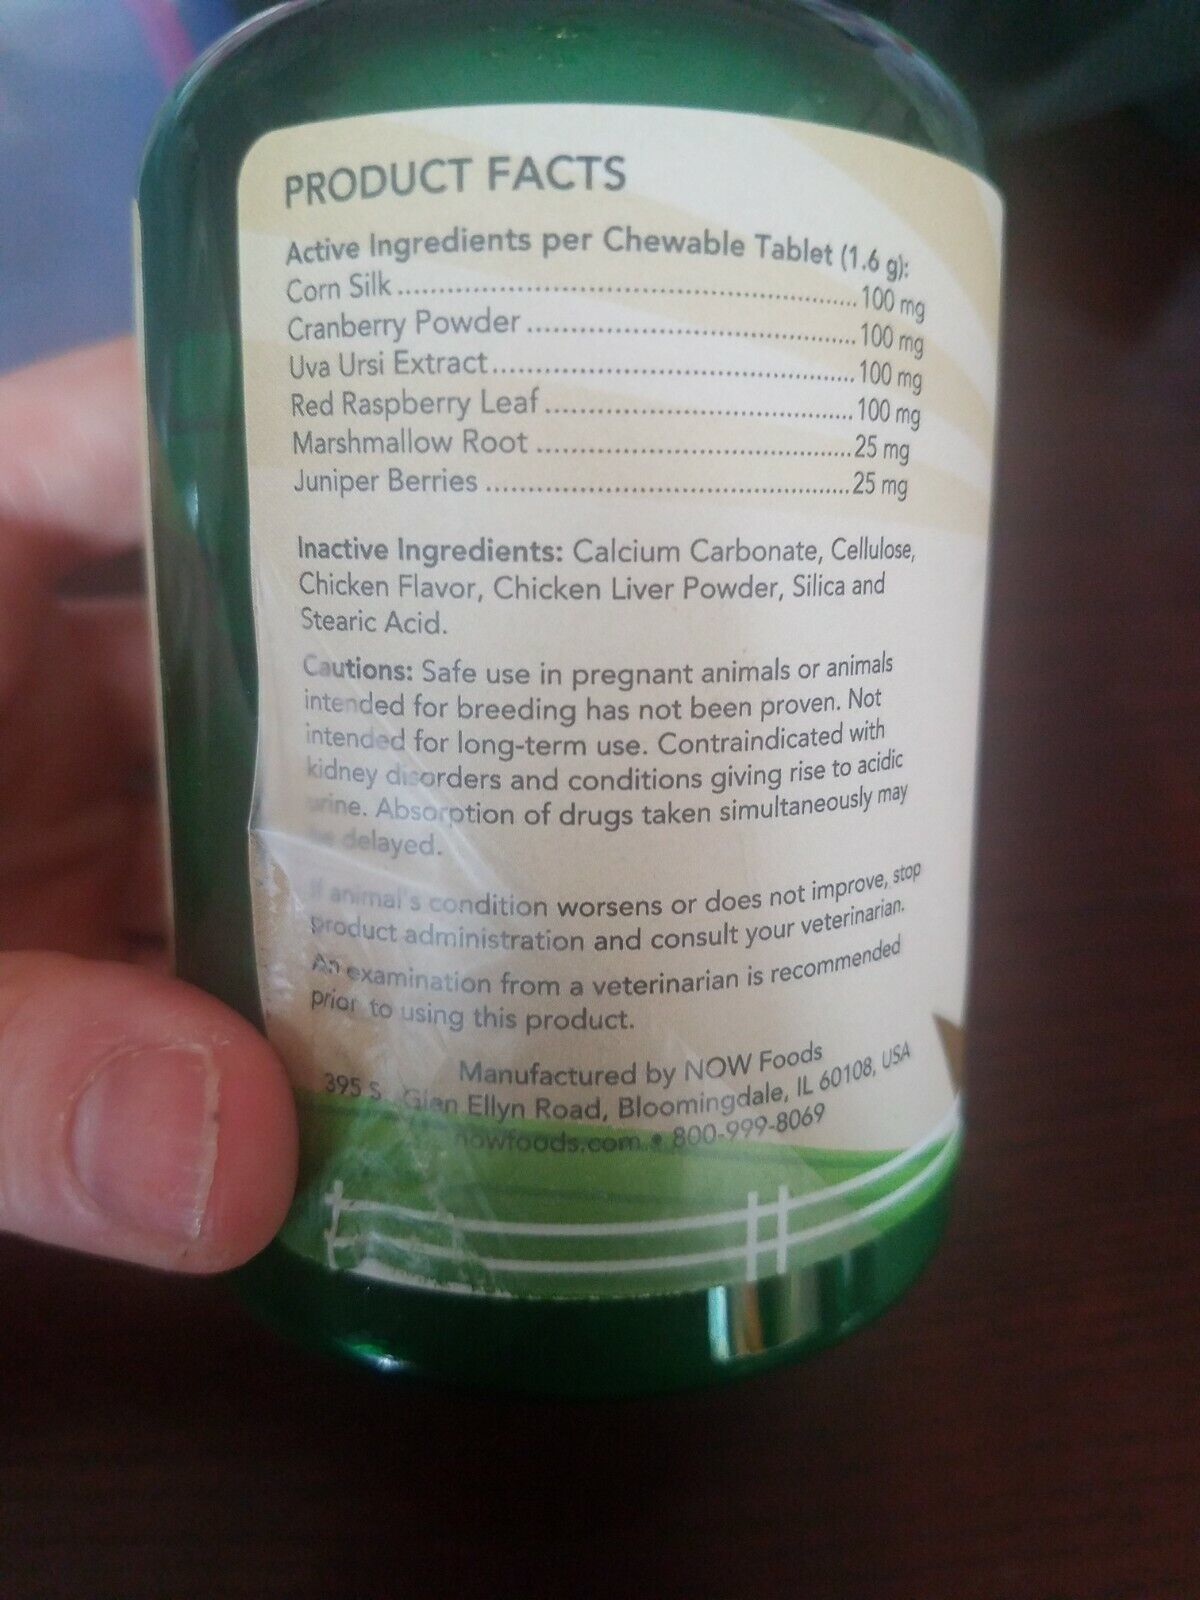 PRODUCT FACTS
Active Ingredients per Chewable Tablet (1.6 g):
Corn Silk ........................................................ 100 mg
Cranberry Powder ........................................ 100 mg
Uva Ursi Extract ............................................ 100 mg
Red Raspberry Leaf ...................................... 100 mg
Marshmallow Root ....................................... 25 mg
Juniper Berries ............................................. 25 mg
Inactive Ingredients: Calcium Carbonate, Cellulose,
Chicken Flavor, Chicken Liver Powder, Silica and
Stearic Acid.
Cautions: Safe use in pregnant animals or animals
intended for breeding has not been proven. Not
intended for long-term use. Contraindicated with
kidney disorders and conditions giving rise to acidic
urine. Absorption of drugs taken simultaneously may
be delayed.
If animal's condition worsens or does not improve, stop
product administration and consult your veterinarian.
An examination from a veterinarian is recommended
prior to using this product.
Manufactured by NOW Foods
395 S. Glen Ellyn Road, Bloomingdale, IL 60108, USA
nowfoods.com • 800-999-8069